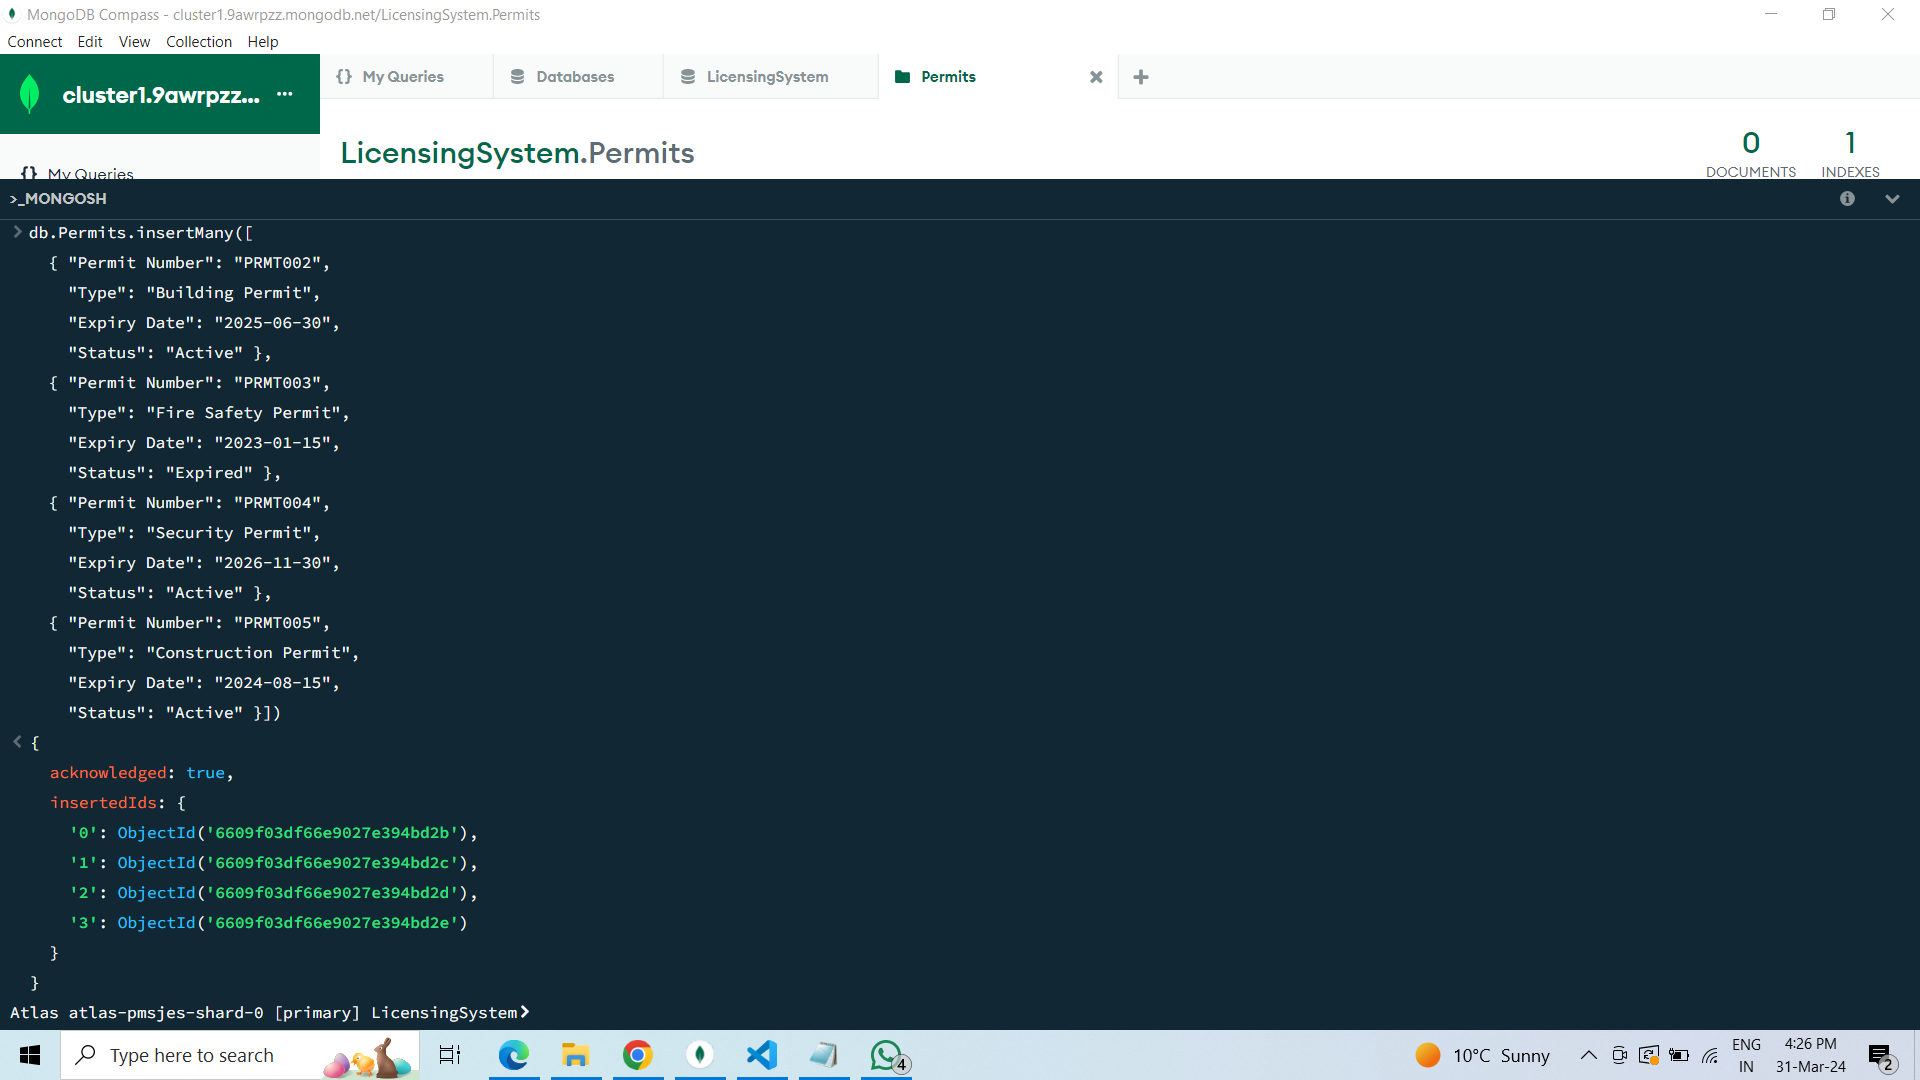 MongoDB Compass - cluster1.9awrpzz.mongodb.net/LicensingSystem.Permits
Connect Edit View Collection Help
cluster1.9awrpzz... ...
{} My Queries
Databases
LicensingSystem
Permits
LicensingSystem.Permits
0
DOCUMENTS
1
INDEXES
{} My Queries
>_MONGOSH
> db.Permits.insertMany([
{ "Permit Number": "PRMT002",
"Type": "Building Permit",
"Expiry Date": "2025-06-30",
"Status": "Active" },
{ "Permit Number": "PRMT003",
"Type": "Fire Safety Permit",
"Expiry Date": "2023-01-15",
"Status": "Expired" },
{ "Permit Number": "PRMT004",
"Type": "Security Permit",
"Expiry Date": "2026-11-30",
"Status": "Active" },
{ "Permit Number": "PRMT005",
"Type": "Construction Permit",
"Expiry Date": "2024-08-15",
"Status": "Active" }])
< {
acknowledged: true,
insertedIds: {
'0': ObjectId('6609f03df66e9027e394bd2b'),
'1': ObjectId('6609f03df66e9027e394bd2c'),
'2': ObjectId('6609f03df66e9027e394bd2d'),
'3': ObjectId('6609f03df66e9027e394bd2e')
}
}
Atlas atlas-pmsjes-shard-0 [primary] LicensingSystem>
Type here to search
4
10°C Sunny
ENG
IN
4:26 PM
31-Mar-24
2